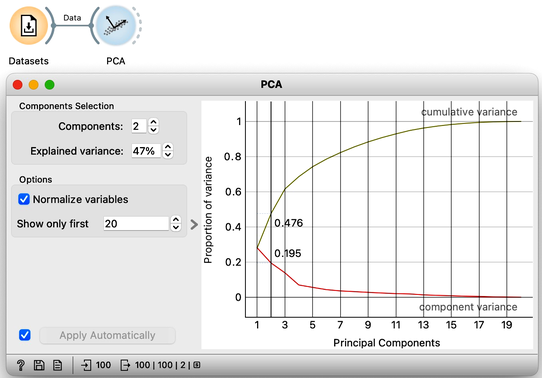 Data
Datasets
PCA
PCA
Components Selection
Components: 2
Explained variance: 47%
Options
Normalize variables
Show only first 20
Apply Automatically
? 100 100 | 100 | 2 |
cumulative variance
1
0.8
0.6
0.4
0.2
0
0.476
0.195
component variance
Proportion of variance
1 3 5 7 9 11 13 15 17 19
Principal Components